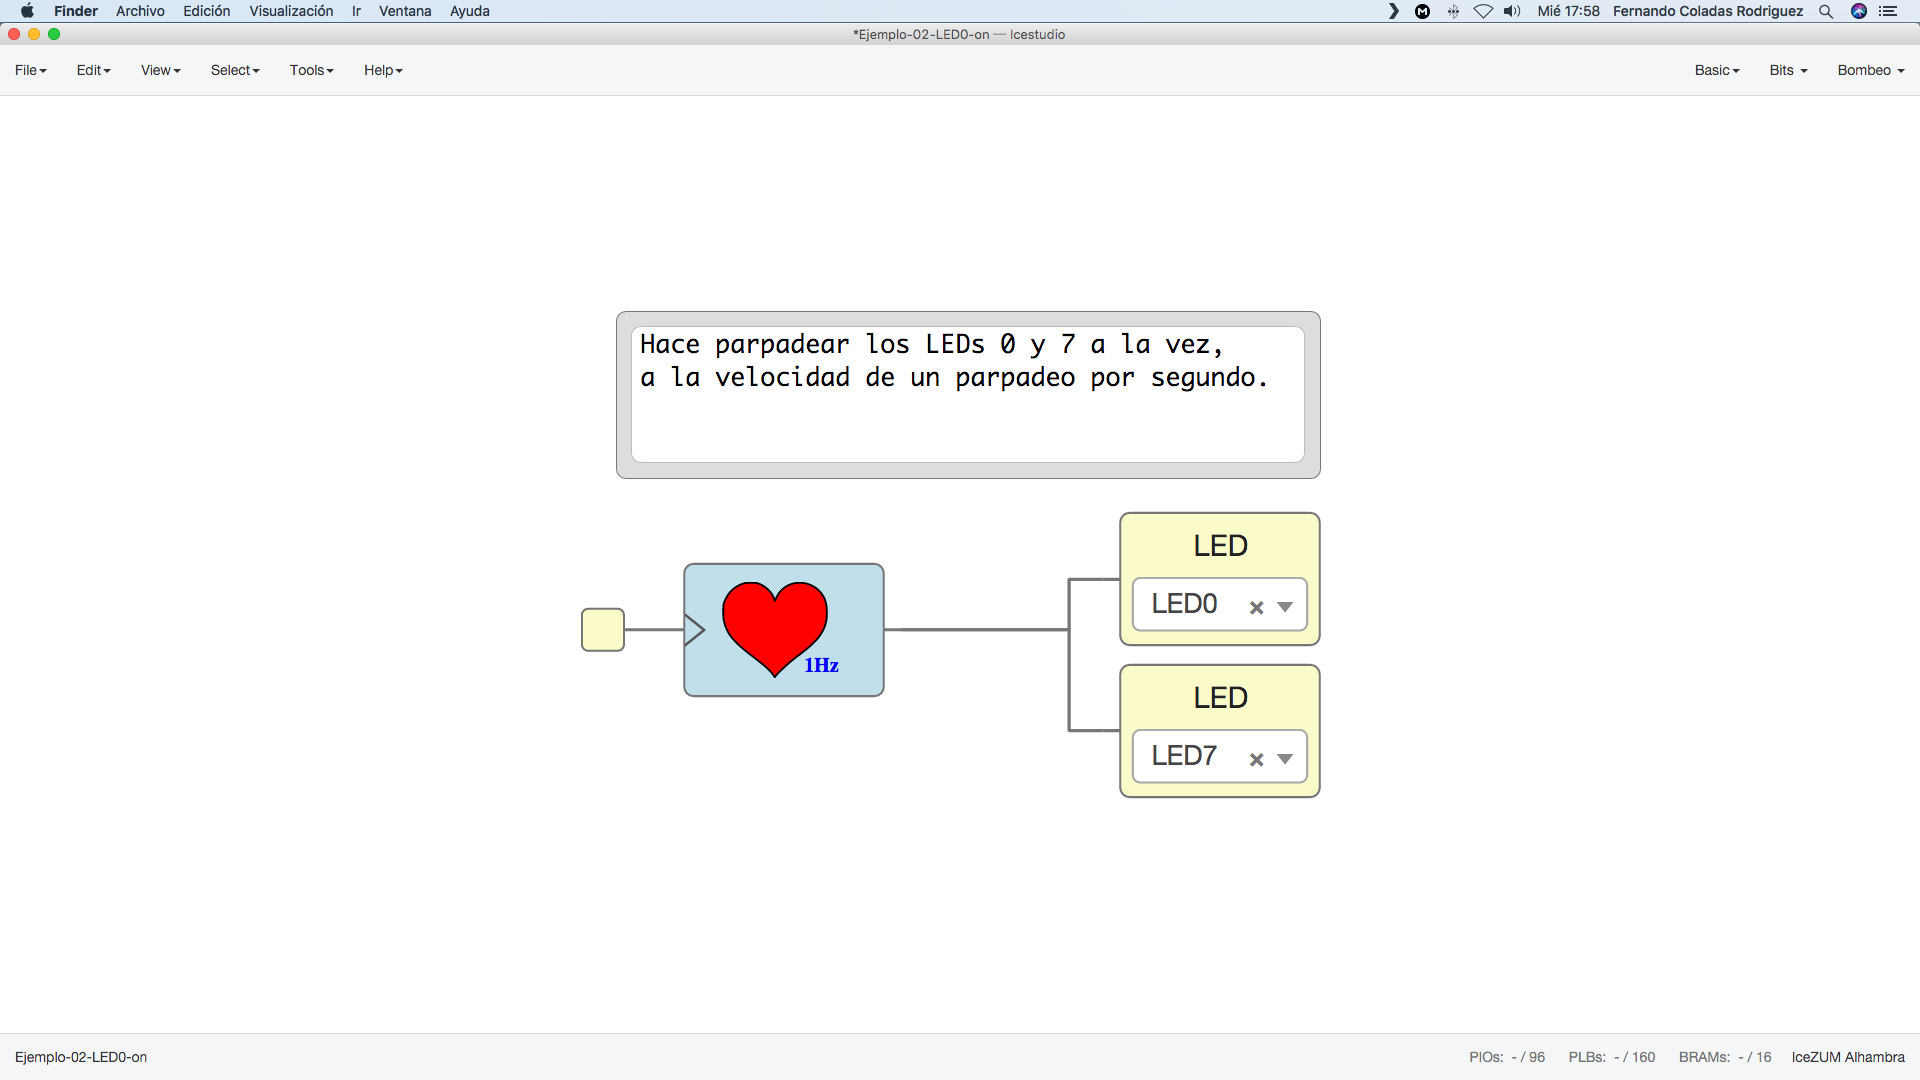 Finder Archivo Edición Visualización Ir Ventana Ayuda Mié 17:58 Fernando Coladas Rodriguez
*Ejemplo-02-LED0-on — Icestudio
File Edit View Select Tools Help Basic Bits Bombeo
Hace parpadear los LEDs 0 y 7 a la vez,
a la velocidad de un parpadeo por segundo.
LED
LED0
1Hz
LED
LED7
Ejemplo-02-LED0-on PIOs: - / 96 PLBs: - / 160 BRAMs: - / 16 IceZUM Alhambra